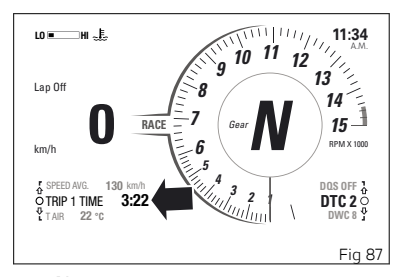 LO HI
11:34
A.M.
Lap Off
0
km/h
RACE
1
2
3
4
5
6
7
8
9
10
11
12
13
14
15
RPM X 1000
Gear N
SPEED AVG. 130 km/h
TRIP 1 TIME 3:22
T AIR 22 °C
DQS OFF
DTC 2
DWC 8
Fig 87